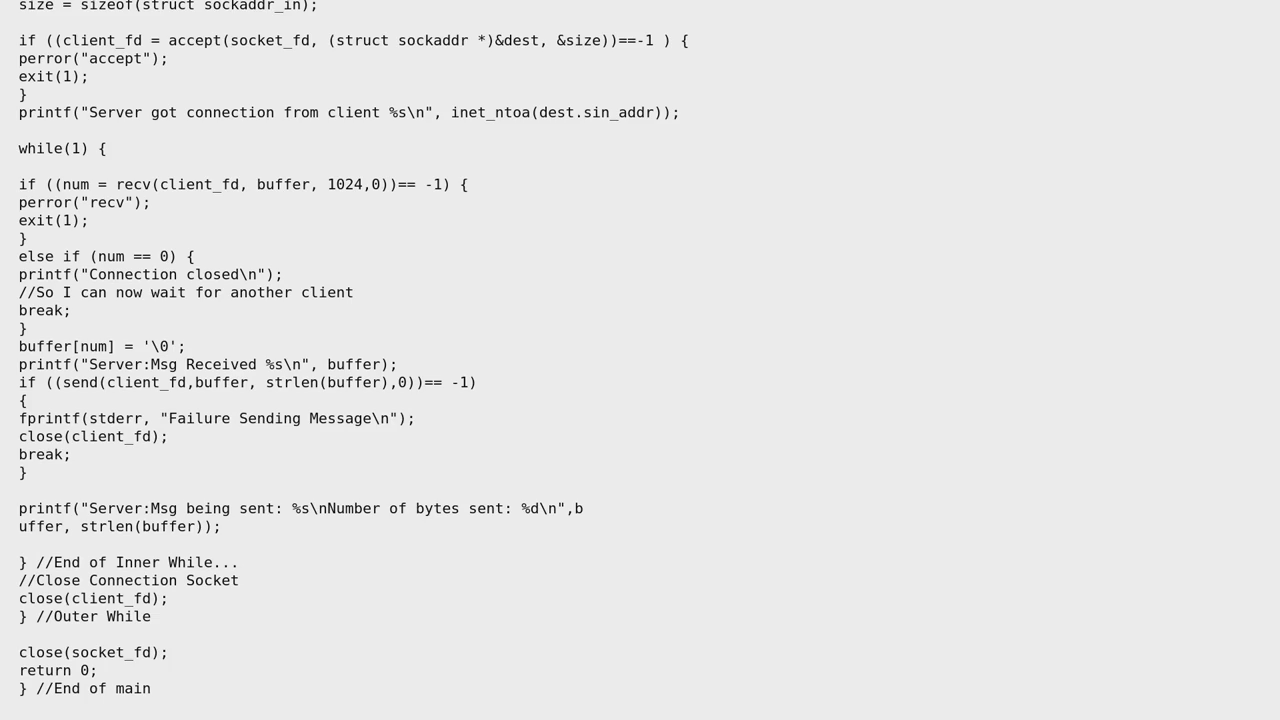 size = sizeof(struct sockaddr_in);
if ((client_fd = accept(socket_fd, (struct sockaddr *)&dest, &size))==-1 ) {
perror("accept");
exit(1);
}
printf("Server got connection from client %s\n", inet_ntoa(dest.sin_addr));
while(1) {
if ((num = recv(client_fd, buffer, 1024,0))== -1) {
perror("recv");
exit(1);
}
else if (num == 0) {
printf("Connection closed\n");
//So I can now wait for another client
break;
}
buffer[num] = '\0';
printf("Server:Msg Received %s\n", buffer);
if ((send(client_fd,buffer, strlen(buffer),0))== -1)
{
fprintf(stderr, "Failure Sending Message\n");
close(client_fd);
break;
}
printf("Server:Msg being sent: %s\nNumber of bytes sent: %d\n",b
uffer, strlen(buffer));
} //End of Inner While...
//Close Connection Socket
close(client_fd);
} //Outer While
close(socket_fd);
return 0;
} //End of main